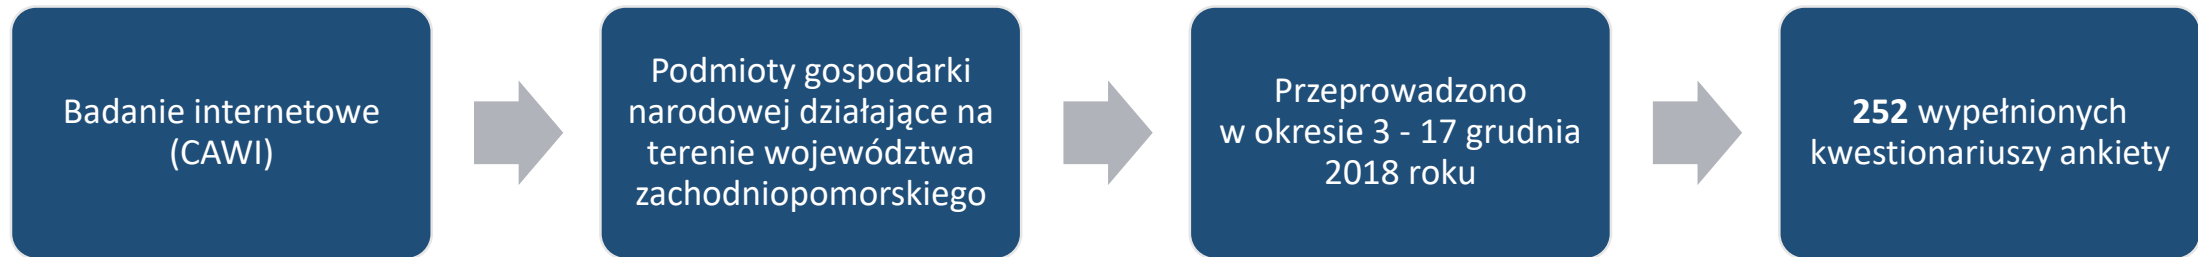 Badanie internetowe
(CAWI)
Podmioty gospodarki
narodowej działające na
terenie województwa
zachodniopomorskiego
Przeprowadzono
w okresie 3 - 17 grudnia
2018 roku
252 wypełnionych
kwestionariuszy ankiety